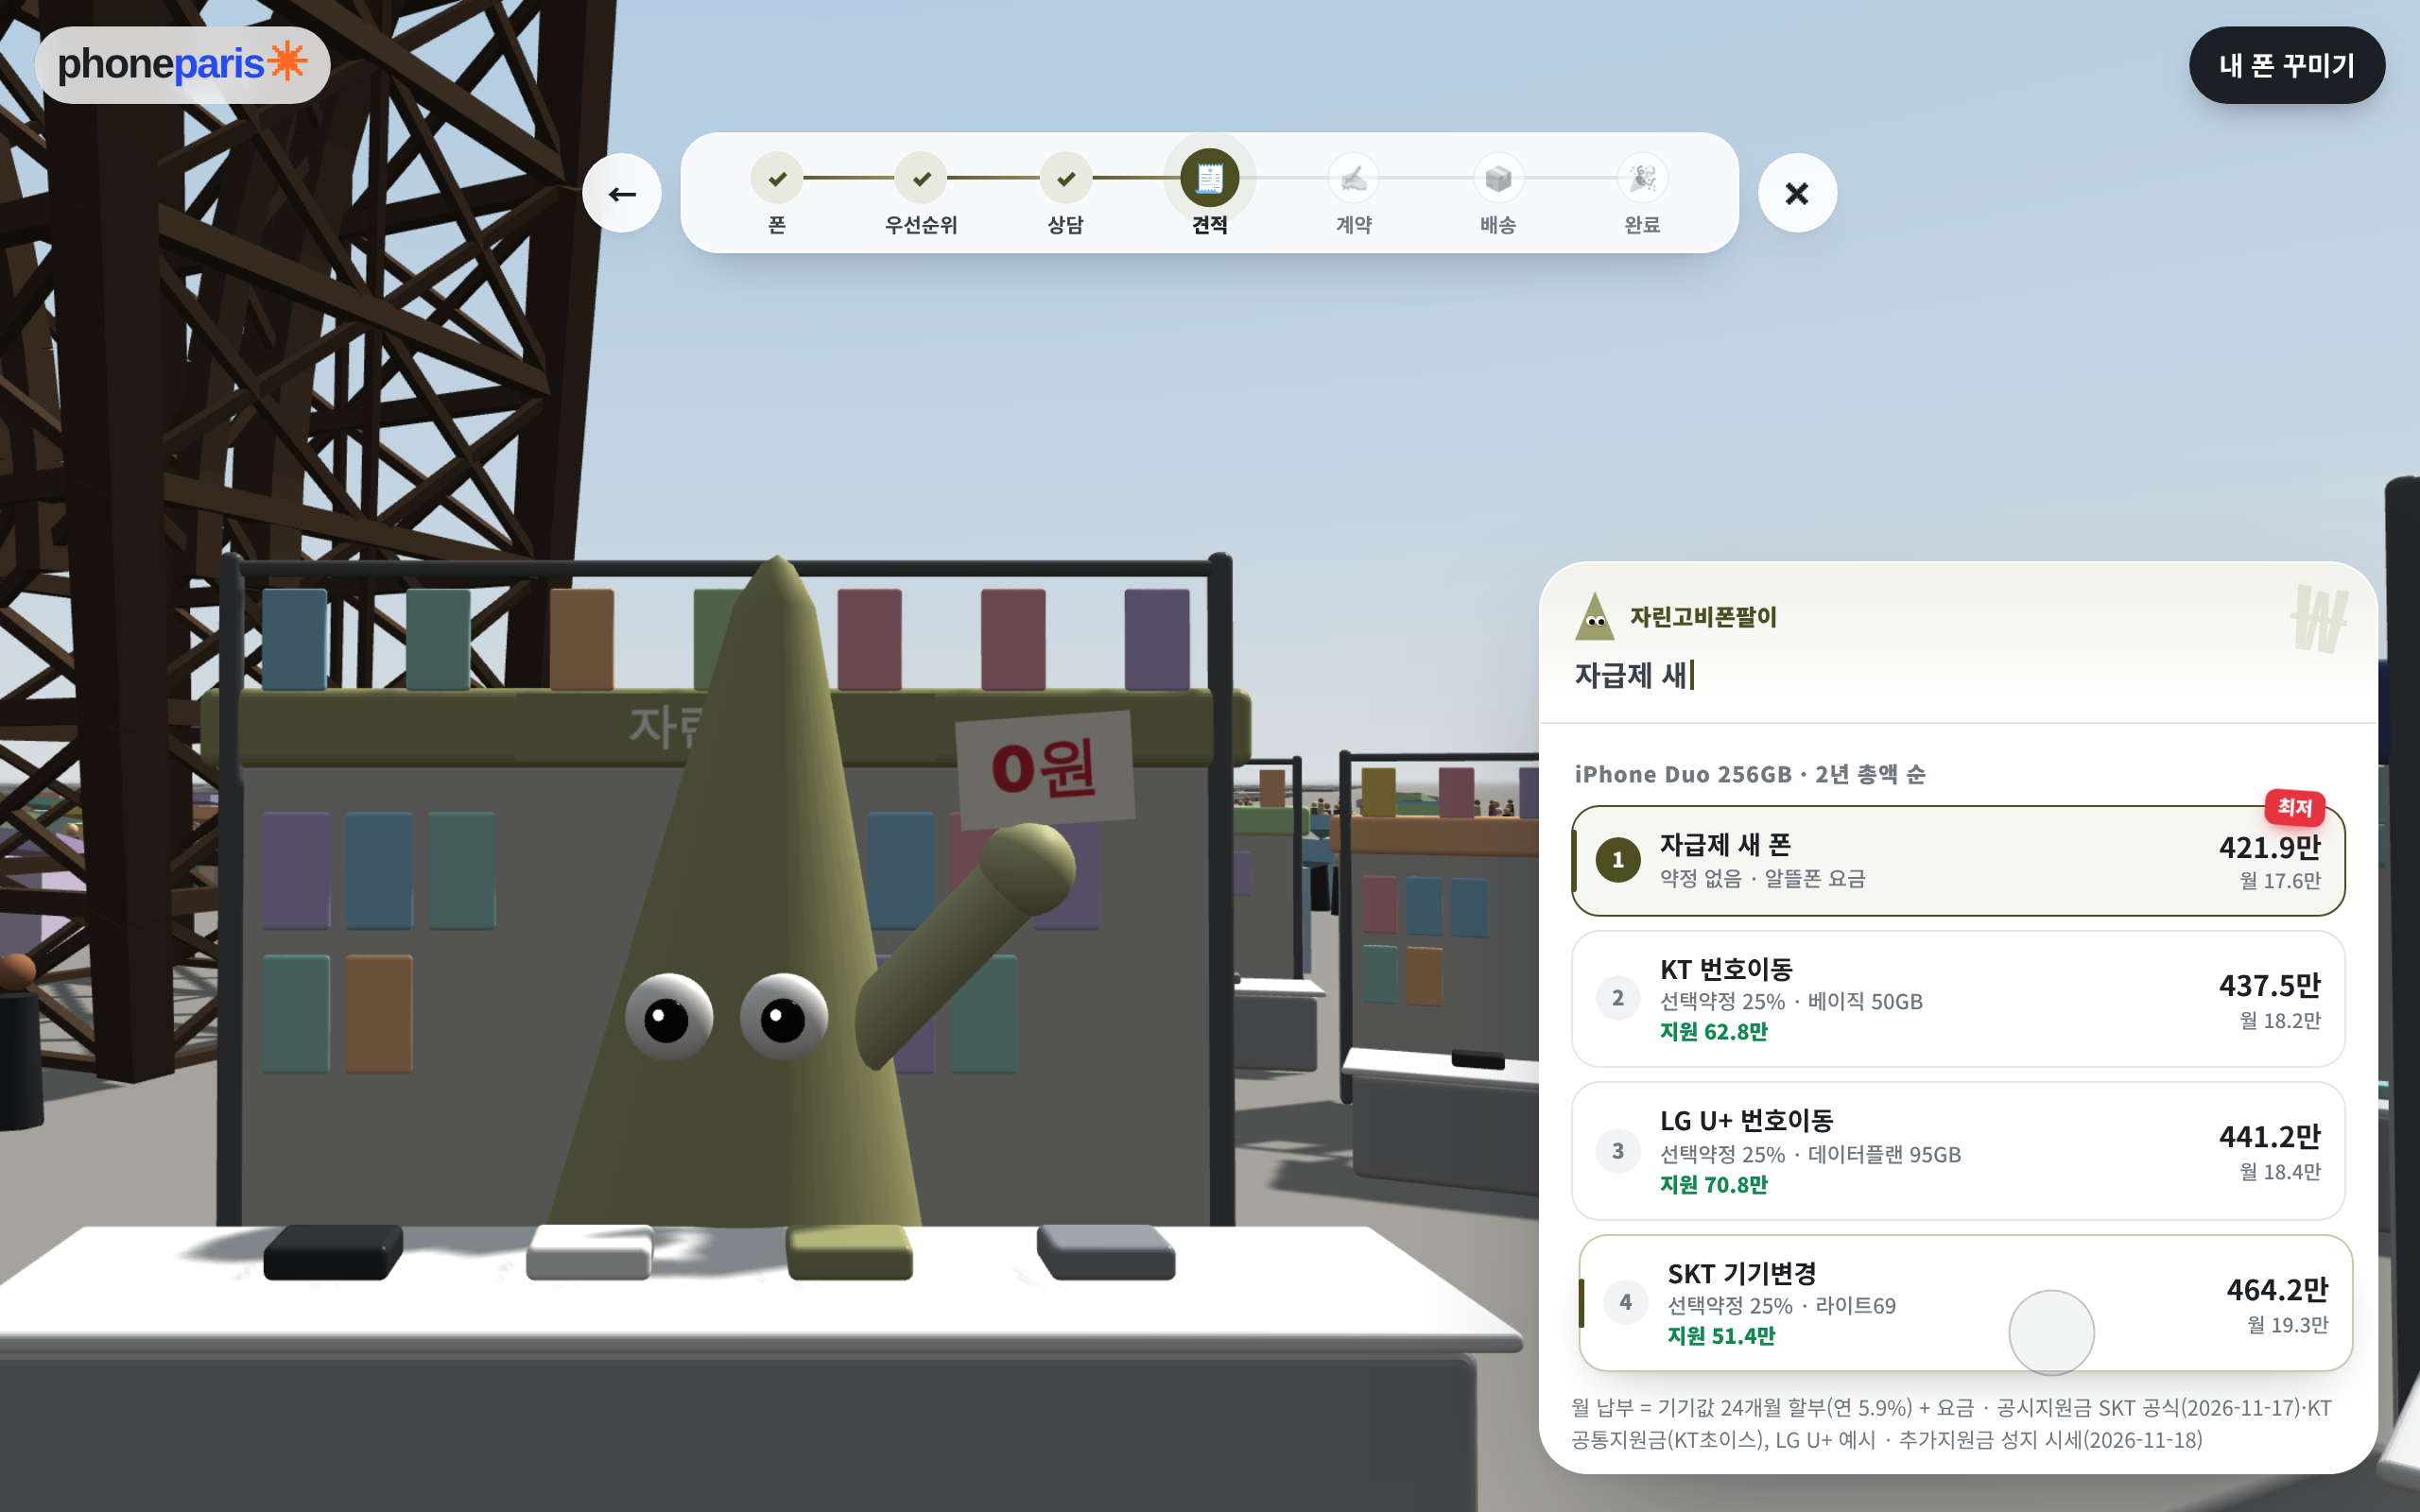 phoneparis
내 폰 꾸미기
폰
우선순위
상담
견적
계약
배송
완료
자린
0원
자린고비폰팔이
₩
자급제 새
iPhone Duo 256GB · 2년 총액 순
최저
1
자급제 새 폰
약정 없음 · 알뜰폰 요금
421.9만
월 17.6만
2
KT 번호이동
선택약정 25% · 베이직 50GB
지원 62.8만
437.5만
월 18.2만
3
LG U+ 번호이동
선택약정 25% · 데이터플랜 95GB
지원 70.8만
441.2만
월 18.4만
4
SKT 기기변경
선택약정 25% · 라이트69
지원 51.4만
464.2만
월 19.3만
월 납부 = 기기값 24개월 할부(연 5.9%) + 요금 · 공시지원금 SKT 공식(2026-11-17)·KT
공통지원금(KT초이스), LG U+ 예시 · 추가지원금 성지 시세(2026-11-18)